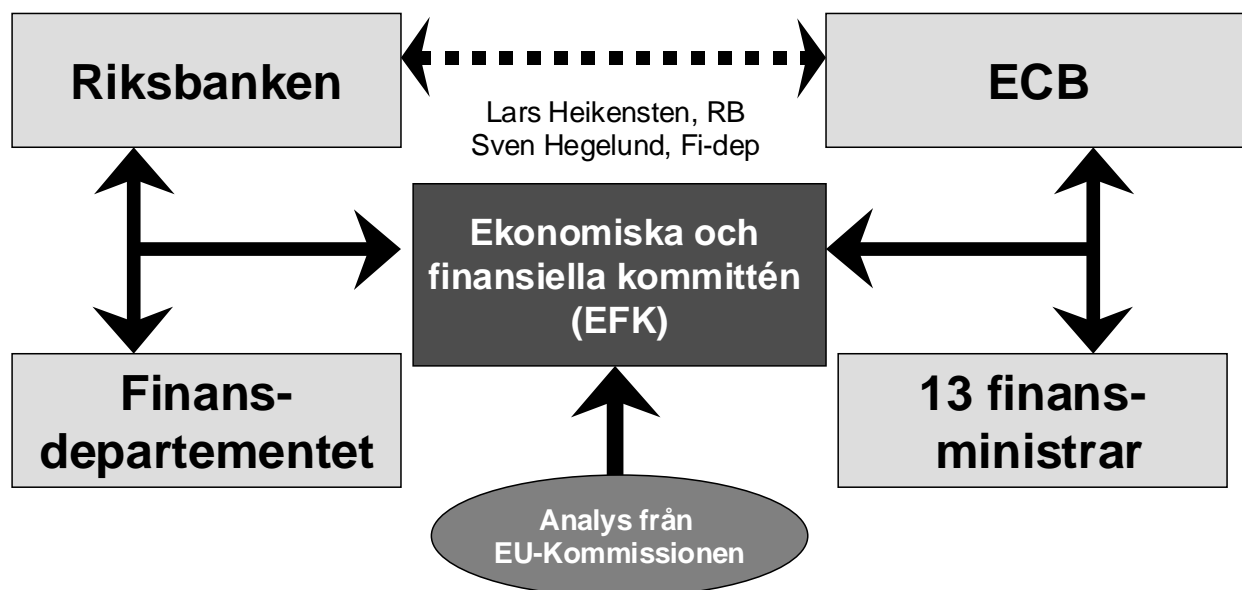 Riksbanken
ECB
Lars Heikensten, RB
Sven Hegelund, Fi-dep
Ekonomiska och
finansiella kommittén
(EFK)
Finans-
departementet
13 finans-
ministrar
Analys från
EU-Kommissionen